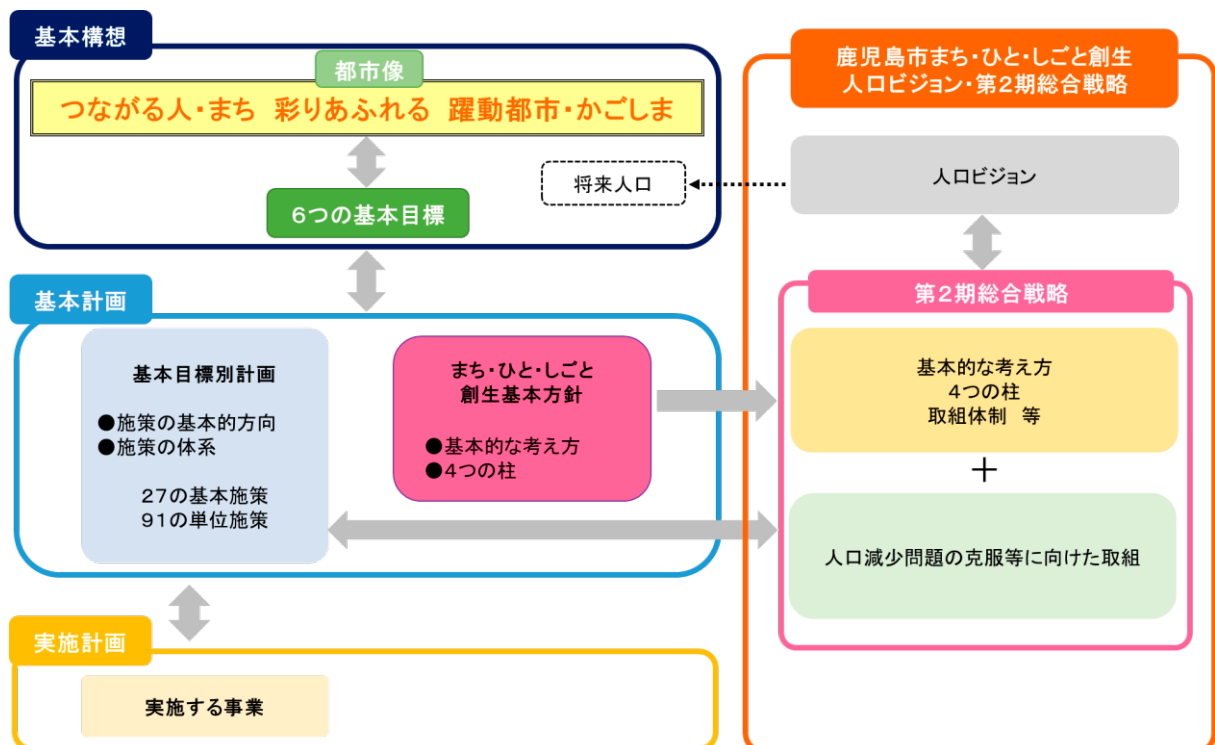 基本構想
都市像
つながる人・まち 彩りあふれる 躍動都市・かごしま
将来人口
6つの基本目標
基本計画
基本目標別計画
●施策の基本的方向
●施策の体系
27の基本施策
91の単位施策
まち・ひと・しごと
創生基本方針
●基本的な考え方
●4つの柱
実施計画
実施する事業
鹿児島市まち・ひと・しごと創生
人口ビジョン・第2期総合戦略
人口ビジョン
第2期総合戦略
基本的な考え方
4つの柱
取組体制 等
＋
人口減少問題の克服等に向けた取組